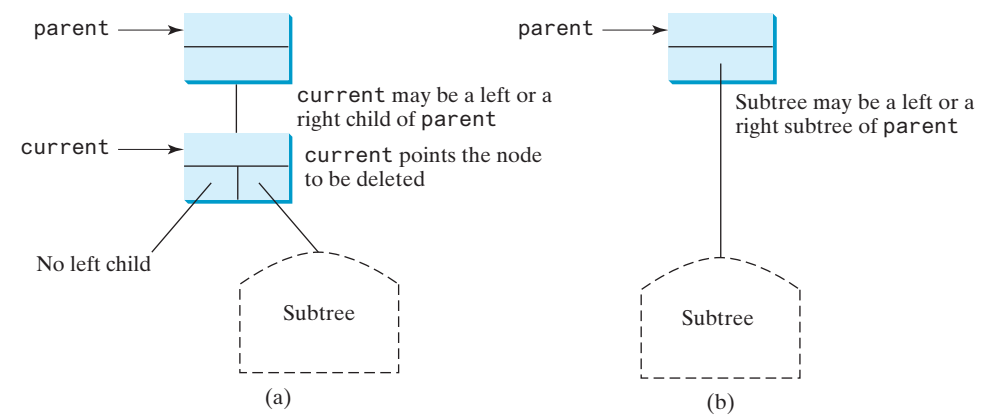 parent
current may be a left or a
right child of parent
current
current points the node
to be deleted
No left child
Subtree
(a)
parent
Subtree may be a left or a
right subtree of parent
Subtree
(b)